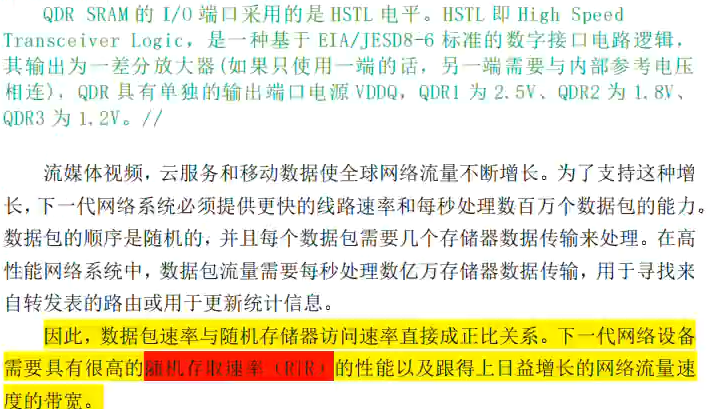 QDR SRAM 的 I/O 端口采用的是 HSTL 电平。HSTL 即 High Speed
Transceiver Logic，是一种基于 EIA/JESD8-6 标准的数字接口电路逻辑，
其输出为一差分放大器(如果只使用一端的话，另一端需要与内部参考电压
相连)，QDR 具有单独的输出端口电源 VDDQ，QDR1 为 2.5V、QDR2 为 1.8V、
QDR3 为 1.2V。//
流媒体视频，云服务和移动数据使全球网络流量不断增长。为了支持这种增
长，下一代网络系统必须提供更快的线路速率和每秒处理数百万个数据包的能力。
数据包的顺序是随机的，并且每个数据包需要几个存储器数据传输来处理。在高
性能网络系统中，数据包流量需要每秒处理数亿万存储器数据传输，用于寻找来
自转发表的路由或用于更新统计信息。
因此，数据包速率与随机存储器访问速率直接成正比关系。下一代网络设备
需要具有很高的随机存取速率（RTR）的性能以及跟得上日益增长的网络流量速
度的带宽。